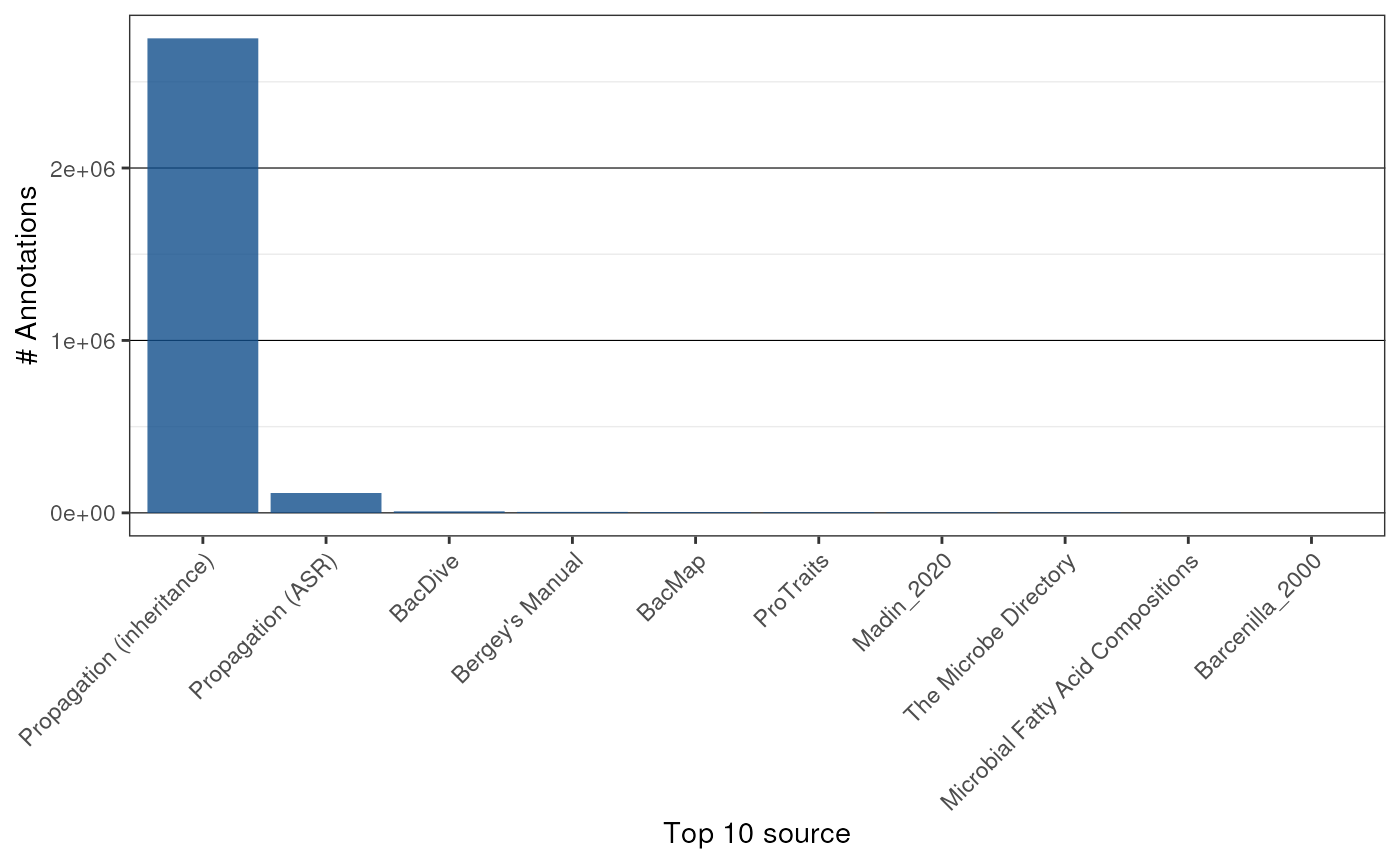 # Annotations
2e+06
1e+06
0e+00
Propagation (inheritance)
Propagation (ASR)
BacDive
Bergey's Manual
BacMap
ProTraits
Madin_2020
The Microbe Directory
Microbial Fatty Acid Compositions
Barcenilla_2000
Top 10 source